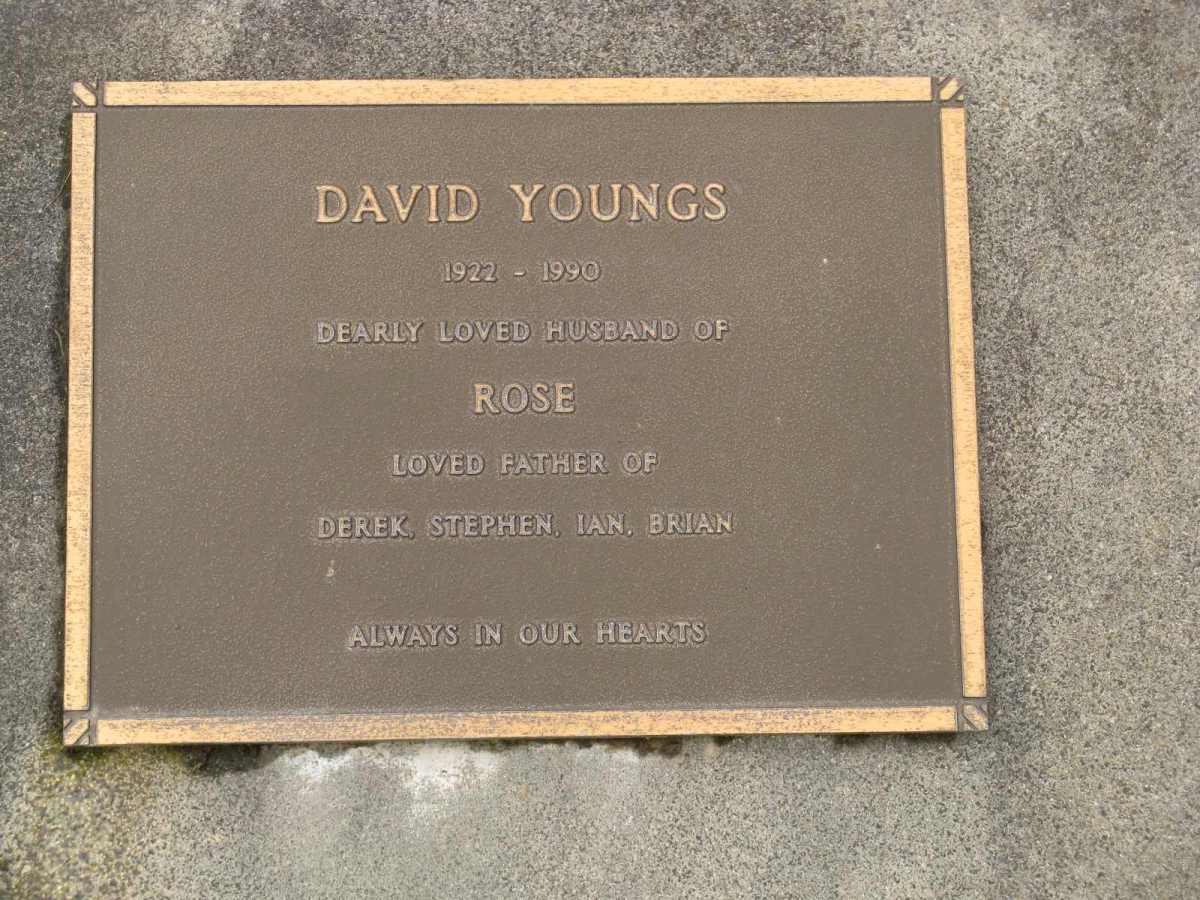 DAVID YOUNGS
1922 - 1990
DEARLY LOVED HUSBAND OF
ROSE
LOVED FATHER OF
DEREK, STEPHEN, IAN, BRIAN
ALWAYS IN OUR HEARTS